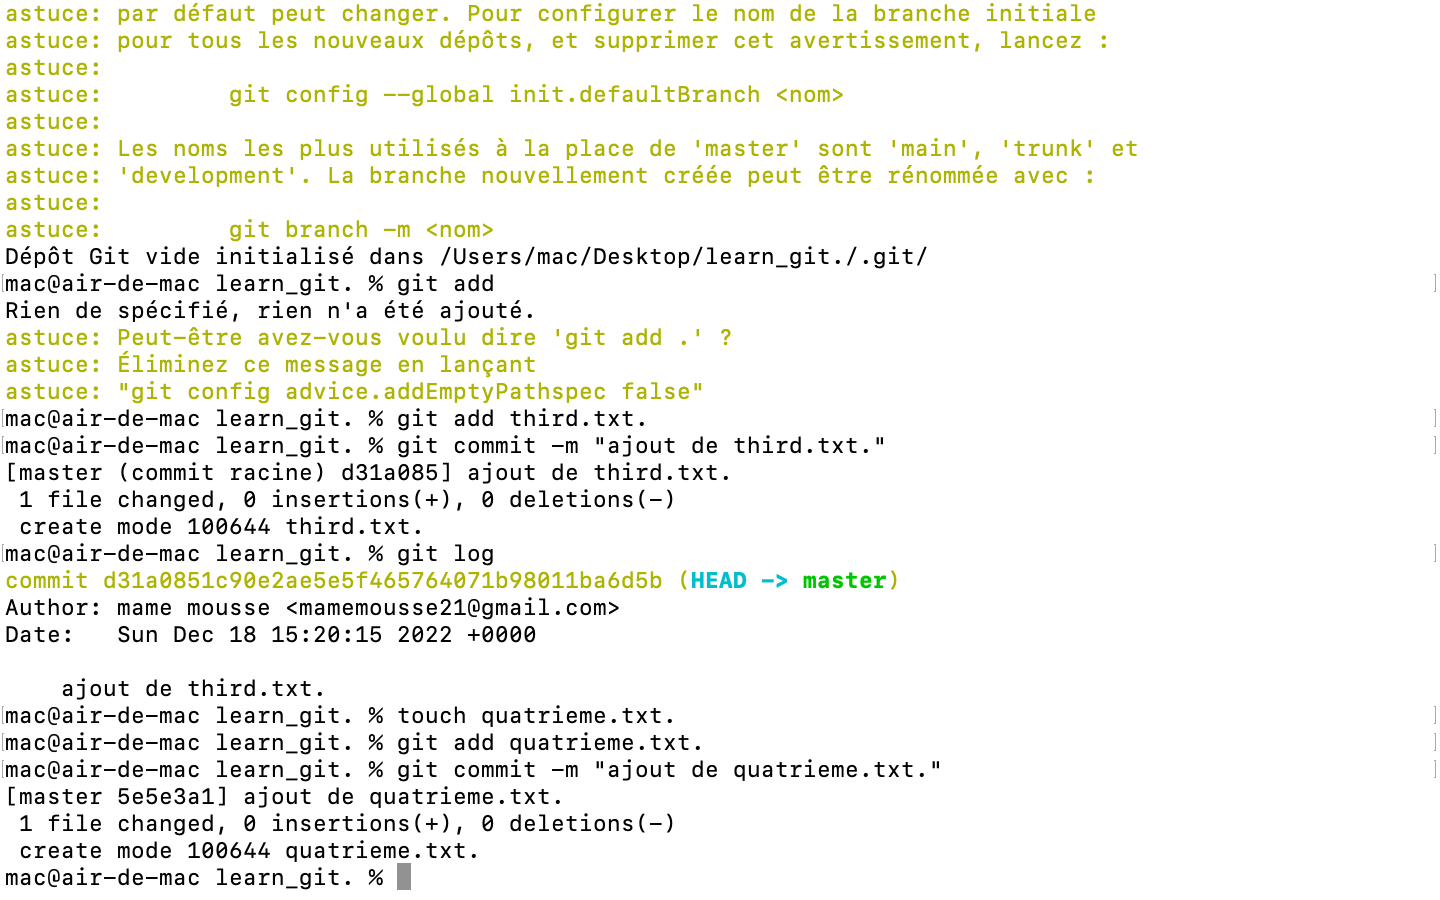 astuce: par défaut peut changer. Pour configurer le nom de la branche initiale
astuce: pour tous les nouveaux dépôts, et supprimer cet avertissement, lancez :
astuce:
astuce:         git config --global init.defaultBranch <nom>
astuce:
astuce: Les noms les plus utilisés à la place de 'master' sont 'main', 'trunk' et
astuce: 'development'. La branche nouvellement créée peut être rénommée avec :
astuce:
astuce:         git branch -m <nom>
Dépôt Git vide initialisé dans /Users/mac/Desktop/learn_git./.git/
[mac@air-de-mac learn_git. % git add ]
Rien de spécifié, rien n'a été ajouté.
astuce: Peut-être avez-vous voulu dire 'git add .' ?
astuce: Éliminez ce message en lançant
astuce: "git config advice.addEmptyPathspec false"
[mac@air-de-mac learn_git. % git add third.txt. ]
[mac@air-de-mac learn_git. % git commit -m "ajout de third.txt." ]
[master (commit racine) d31a085] ajout de third.txt.
 1 file changed, 0 insertions(+), 0 deletions(-)
 create mode 100644 third.txt.
[mac@air-de-mac learn_git. % git log ]
commit d31a0851c90e2ae5e5f465764071b98011ba6d5b (HEAD -> master)
Author: mame mousse <mamemousse21@gmail.com>
Date:   Sun Dec 18 15:20:15 2022 +0000

    ajout de third.txt.
[mac@air-de-mac learn_git. % touch quatrieme.txt. ]
[mac@air-de-mac learn_git. % git add quatrieme.txt. ]
[mac@air-de-mac learn_git. % git commit -m "ajout de quatrieme.txt." ]
[master 5e5e3a1] ajout de quatrieme.txt.
 1 file changed, 0 insertions(+), 0 deletions(-)
 create mode 100644 quatrieme.txt.
mac@air-de-mac learn_git. %